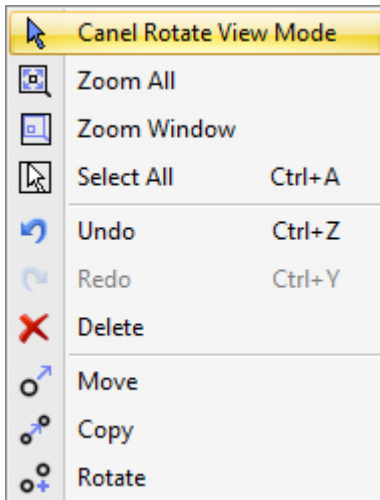 Canel Rotate View Mode
Zoom All
Zoom Window
Select All Ctrl+A
Undo Ctrl+Z
Redo Ctrl+Y
Delete
Move
Copy
Rotate